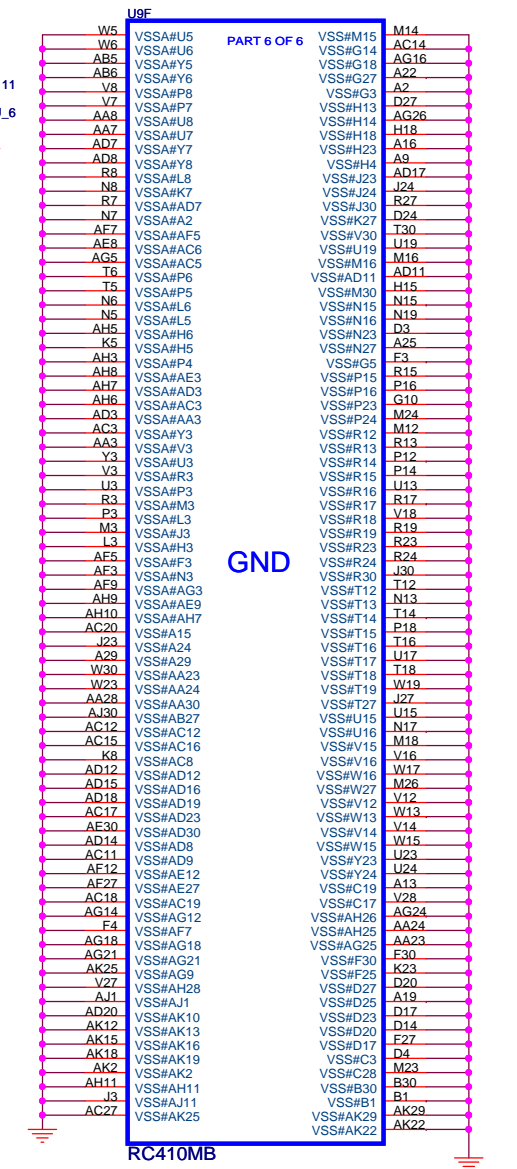 U9F
PART 6 OF 6
11
U_6
W5 VSSA#U5 VSS#M15 M14
W6 VSSA#U6 VSS#G14 AC14
AB5 VSSA#Y5 VSS#G18 AG16
AB6 VSSA#Y6 VSS#G27 A22
V8 VSSA#P8 VSS#G3 A2
V7 VSSA#P7 VSS#H13 D27
AA8 VSSA#U8 VSS#H14 AG26
AA7 VSSA#U7 VSS#H18 H18
AD7 VSSA#Y7 VSS#H23 A16
AD8 VSSA#Y8 VSS#H4 A9
R8 VSSA#L8 VSS#J23 AD17
N8 VSSA#K7 VSS#J24 J24
R7 VSSA#AD7 VSS#J30 R27
N7 VSSA#A2 VSS#K27 D24
AF7 VSSA#AF5 VSS#V30 T30
AE8 VSSA#AC6 VSS#U19 U19
AG5 VSSA#AC5 VSS#M16 M16
T6 VSSA#P6 VSS#AD11 AD11
T5 VSSA#P5 VSS#M30 H15
N6 VSSA#L6 VSS#N15 N15
N5 VSSA#L5 VSS#N16 N19
AH5 VSSA#H6 VSS#N23 D3
K5 VSSA#H5 VSS#N27 A25
AH3 VSSA#P4 VSS#G5 F3
AH8 VSSA#AE3 VSS#P15 R15
AH7 VSSA#AD3 VSS#P16 P16
AH6 VSSA#AC3 VSS#P23 G10
AD3 VSSA#AA3 VSS#P24 M24
AC3 VSSA#Y3 VSS#R12 M12
AA3 VSSA#V3 VSS#R13 R13
Y3 VSSA#U3 VSS#R14 P12
V3 VSSA#R3 VSS#R15 P14
U3 VSSA#P3 VSS#R16 U13
R3 VSSA#M3 VSS#R17 R17
P3 VSSA#L3 VSS#R18 V18
M3 VSSA#J3 VSS#R19 R19
L3 VSSA#H3 VSS#R23 R23
AF5 VSSA#F3 VSS#R24 R24
GND
AF3 VSSA#N3 VSS#R30 J30
AF9 VSSA#AG3 VSS#T12 T12
AH9 VSSA#AE9 VSS#T13 N13
AH10 VSSA#AH7 VSS#T14 T14
AC20 VSS#A15 VSS#T15 P18
J23 VSS#A24 VSS#T16 T16
A29 VSS#A29 VSS#T17 U17
W30 VSS#AA23 VSS#T18 T18
W23 VSS#AA24 VSS#T19 W19
AA28 VSS#AA30 VSS#T27 J27
AJ30 VSS#AB27 VSS#U15 U15
AC12 VSS#AC12 VSS#U16 N17
AC15 VSS#AC16 VSS#V15 M18
K8 VSS#AC8 VSS#V16 V16
AD12 VSS#AD12 VSS#W16 W17
AD15 VSS#AD16 VSS#W27 M26
AD18 VSS#AD19 VSS#V12 V12
AC17 VSS#AD23 VSS#W13 W13
AE30 VSS#AD30 VSS#V14 V14
AD14 VSS#AD8 VSS#W15 W15
AC11 VSS#AD9 VSS#Y23 U23
AF12 VSS#AE12 VSS#Y24 U24
AF27 VSS#AE27 VSS#C19 A13
AC18 VSS#AC19 VSS#C17 V28
AG14 VSS#AG12 VSS#AH26 AG24
F4 VSS#AF7 VSS#AH25 AA24
AG18 VSS#AG18 VSS#AG25 AA23
AG21 VSS#AG21 VSS#F30 F30
AK25 VSS#AG9 VSS#F25 K23
V27 VSS#AH28 VSS#D27 D20
AJ1 VSS#AJ1 VSS#D25 A19
AD20 VSS#AK10 VSS#D23 D17
AK12 VSS#AK13 VSS#D20 D14
AK15 VSS#AK16 VSS#D17 F27
AK18 VSS#AK19 VSS#C3 D4
AK2 VSS#AK2 VSS#C28 M23
AH11 VSS#AH11 VSS#B30 B30
J3 VSS#AJ11 VSS#B1 B1
AC27 VSS#AK25 VSS#AK29 AK29
VSS#AK22 AK22
RC410MB